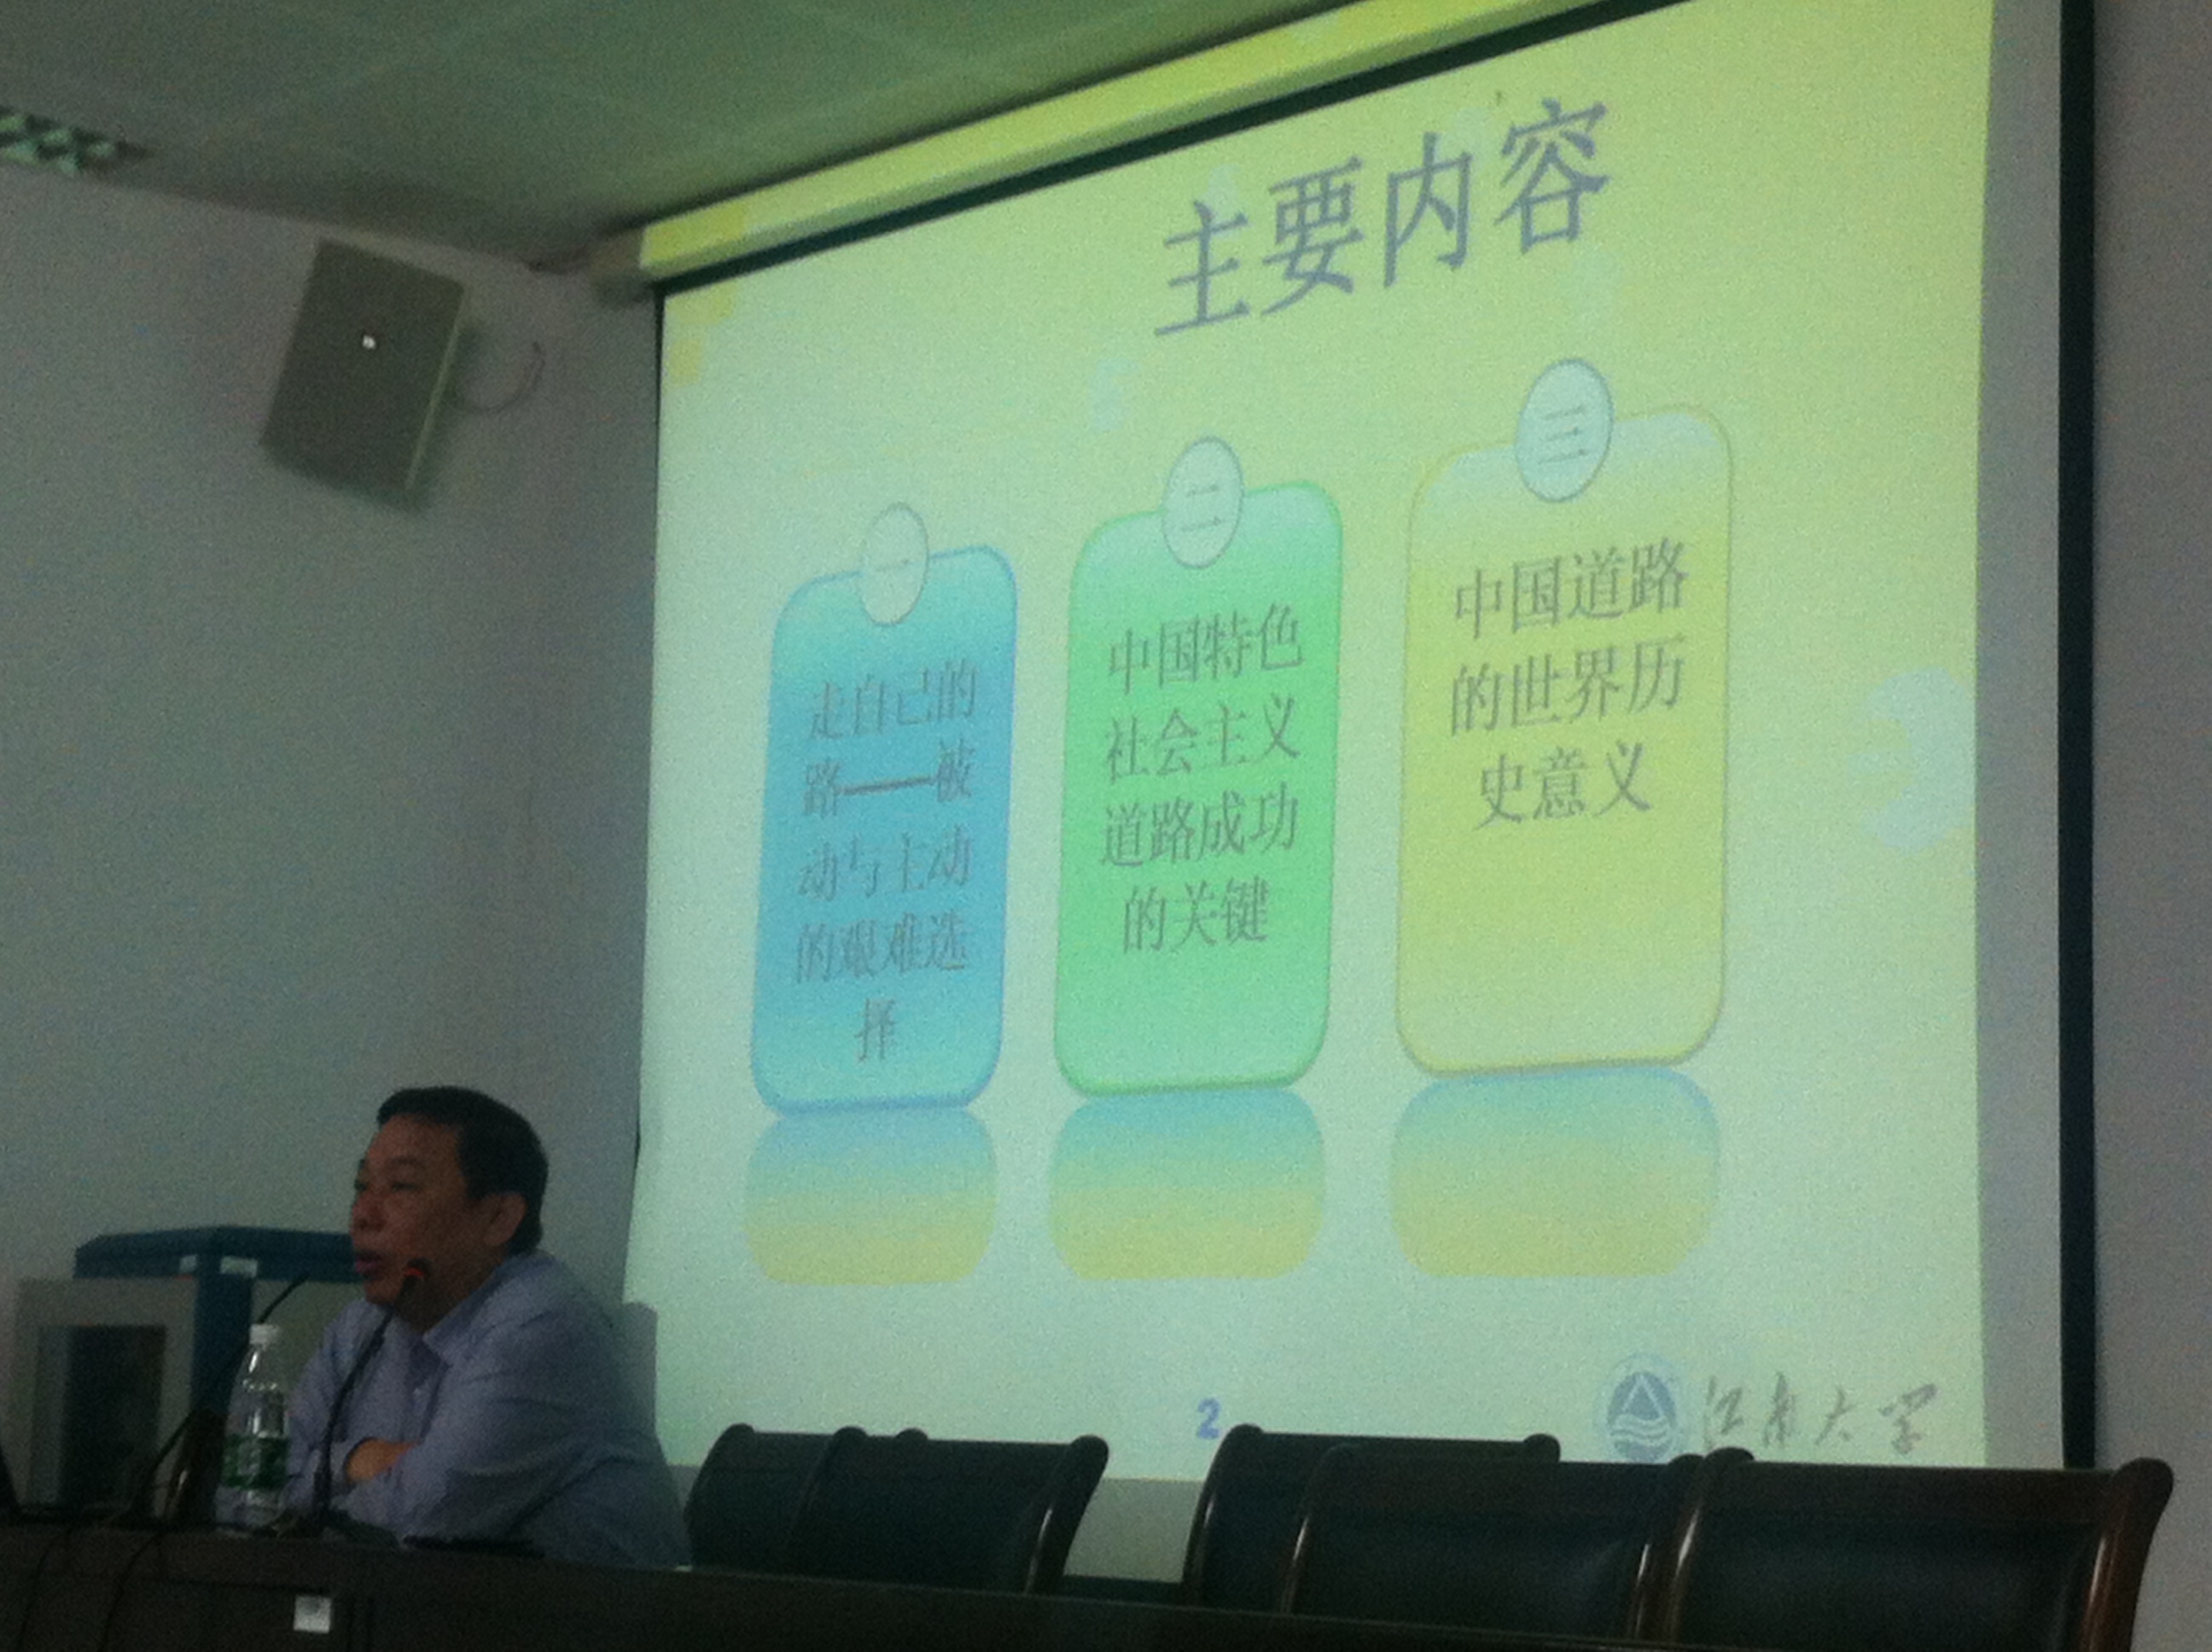 主要内容
一
走自己的
路——被
动与主动
的艰难选
择
二
中国特色
社会主义
道路成功
的关键
三
中国道路
的世界历
史意义
2
江南大学